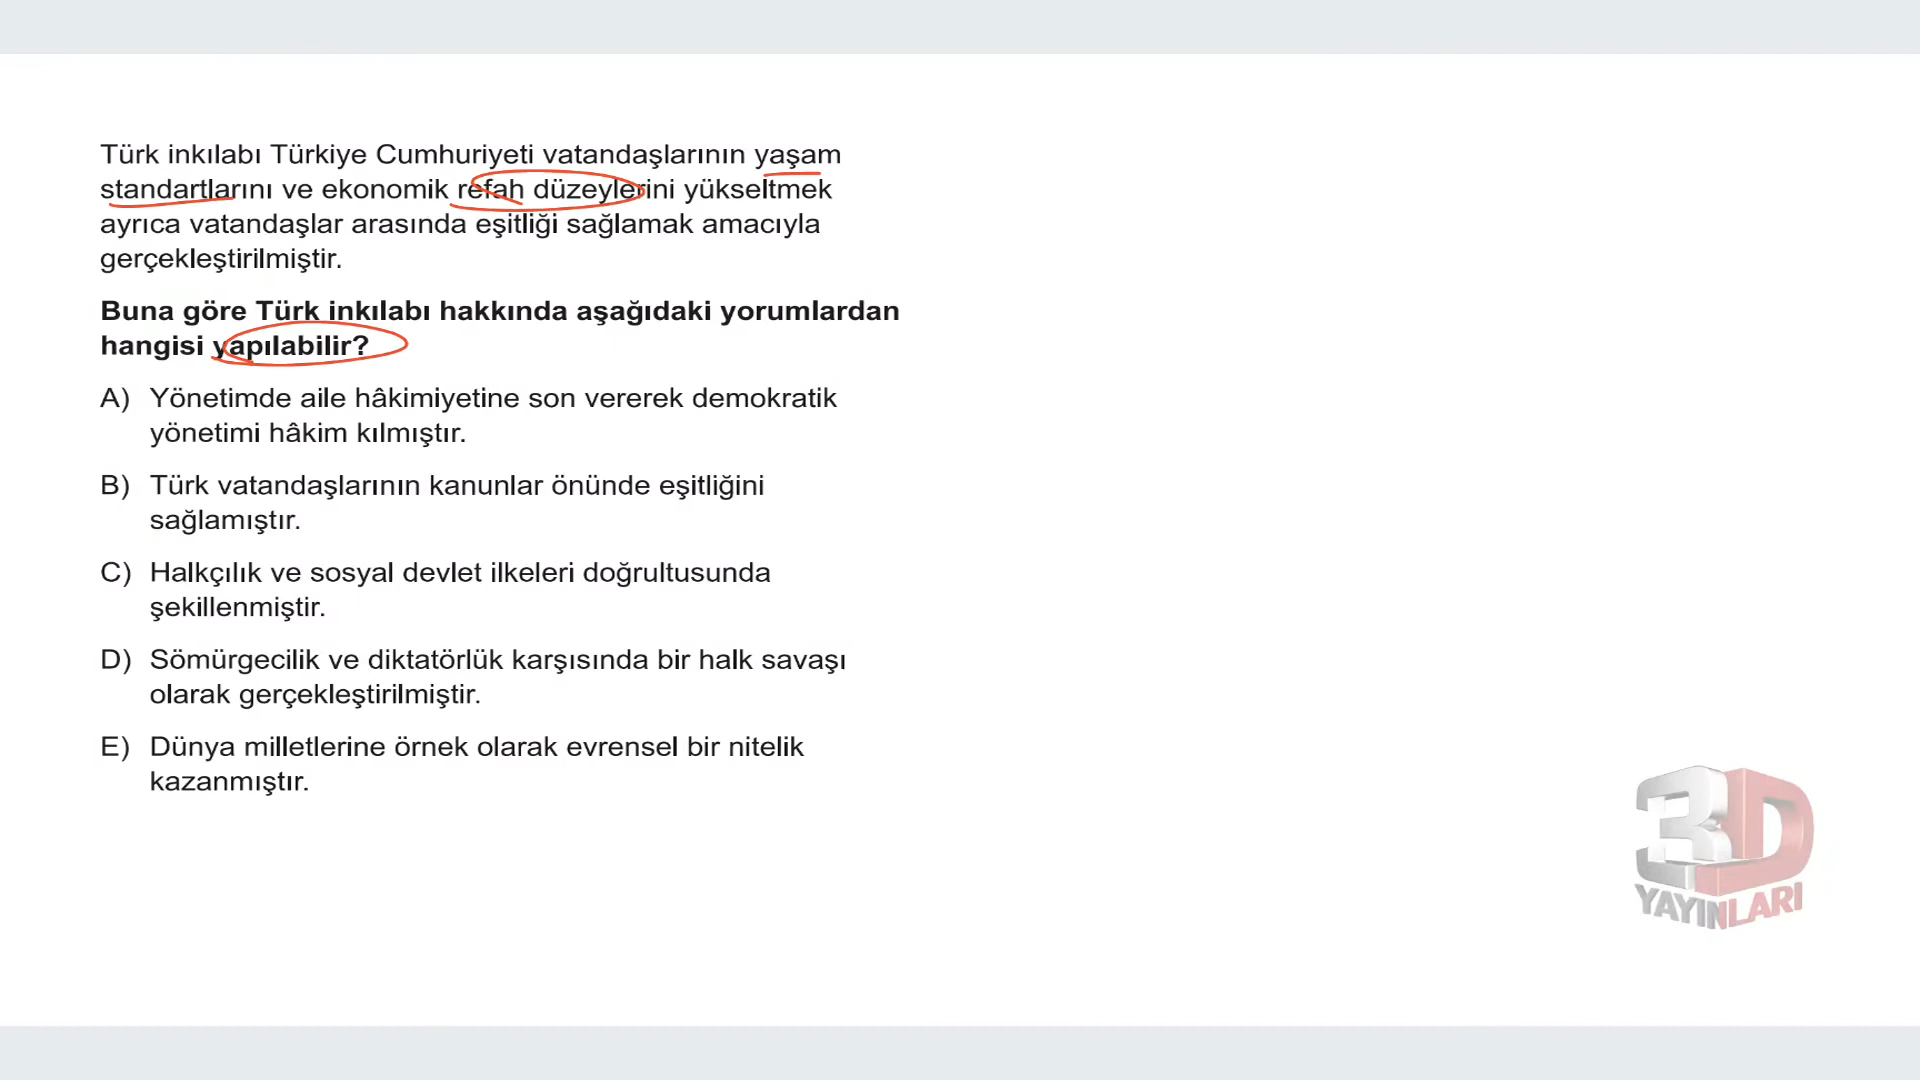 Türk inkılabı Türkiye Cumhuriyeti vatandaşlarının yaşam
standartlarını ve ekonomik refah düzeylerini yükseltmek
ayrıca vatandaşlar arasında eşitliği sağlamak amacıyla
gerçekleştirilmiştir.
Buna göre Türk inkılabı hakkında aşağıdaki yorumlardan
hangisi yapılabilir?
A) Yönetimde aile hâkimiyetine son vererek demokratik
yönetimi hâkim kılmıştır.
B) Türk vatandaşlarının kanunlar önünde eşitliğini
sağlamıştır.
C) Halkçılık ve sosyal devlet ilkeleri doğrultusunda
şekillenmiştir.
D) Sömürgecilik ve diktatörlük karşısında bir halk savaşı
olarak gerçekleştirilmiştir.
E) Dünya milletlerine örnek olarak evrensel bir nitelik
kazanmıştır.
3D
YAYINLARI